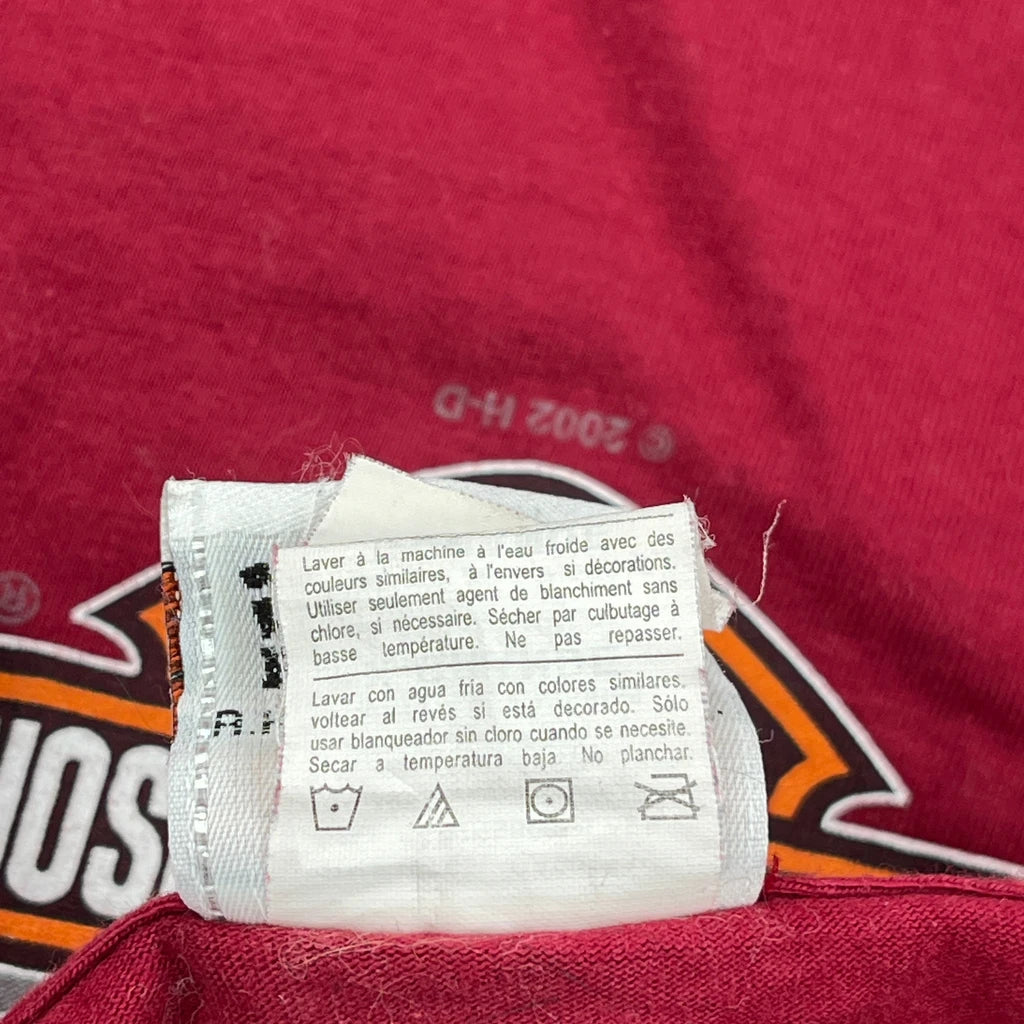 © 2002 H-D
®
Laver à la machine à l'eau froide avec des
couleurs similaires, à l'envers si décorations.
Utiliser seulement agent de blanchiment sans
chlore, si nécessaire. Sécher par culbutage à
basse température. Ne pas repasser.
Lavar con agua fría con colores similares,
voltear al revés si está decorado. Sólo
usar blanqueador sin cloro cuando se necesite.
Secar a temperatura baja. No planchar.